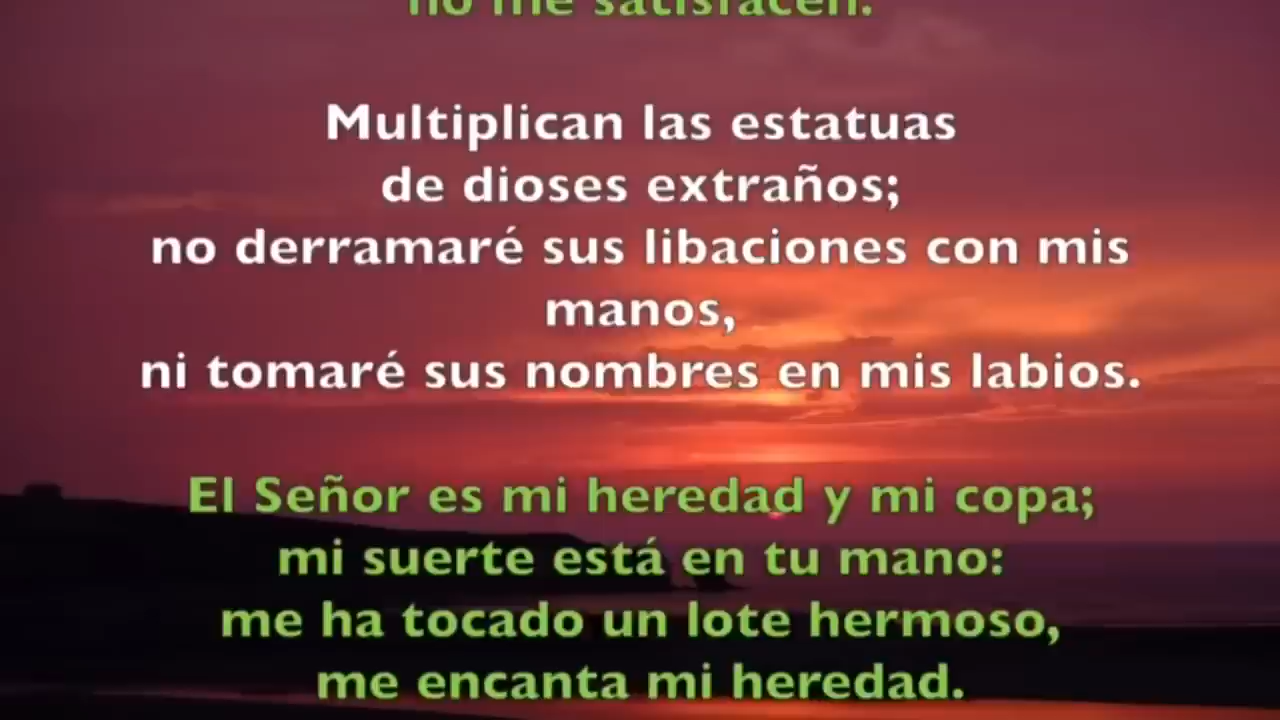 no me satisfacen.
Multiplican las estatuas
de dioses extraños;
no derramaré sus libaciones con mis
manos,
ni tomaré sus nombres en mis labios.
El Señor es mi heredad y mi copa;
mi suerte está en tu mano:
me ha tocado un lote hermoso,
me encanta mi heredad.